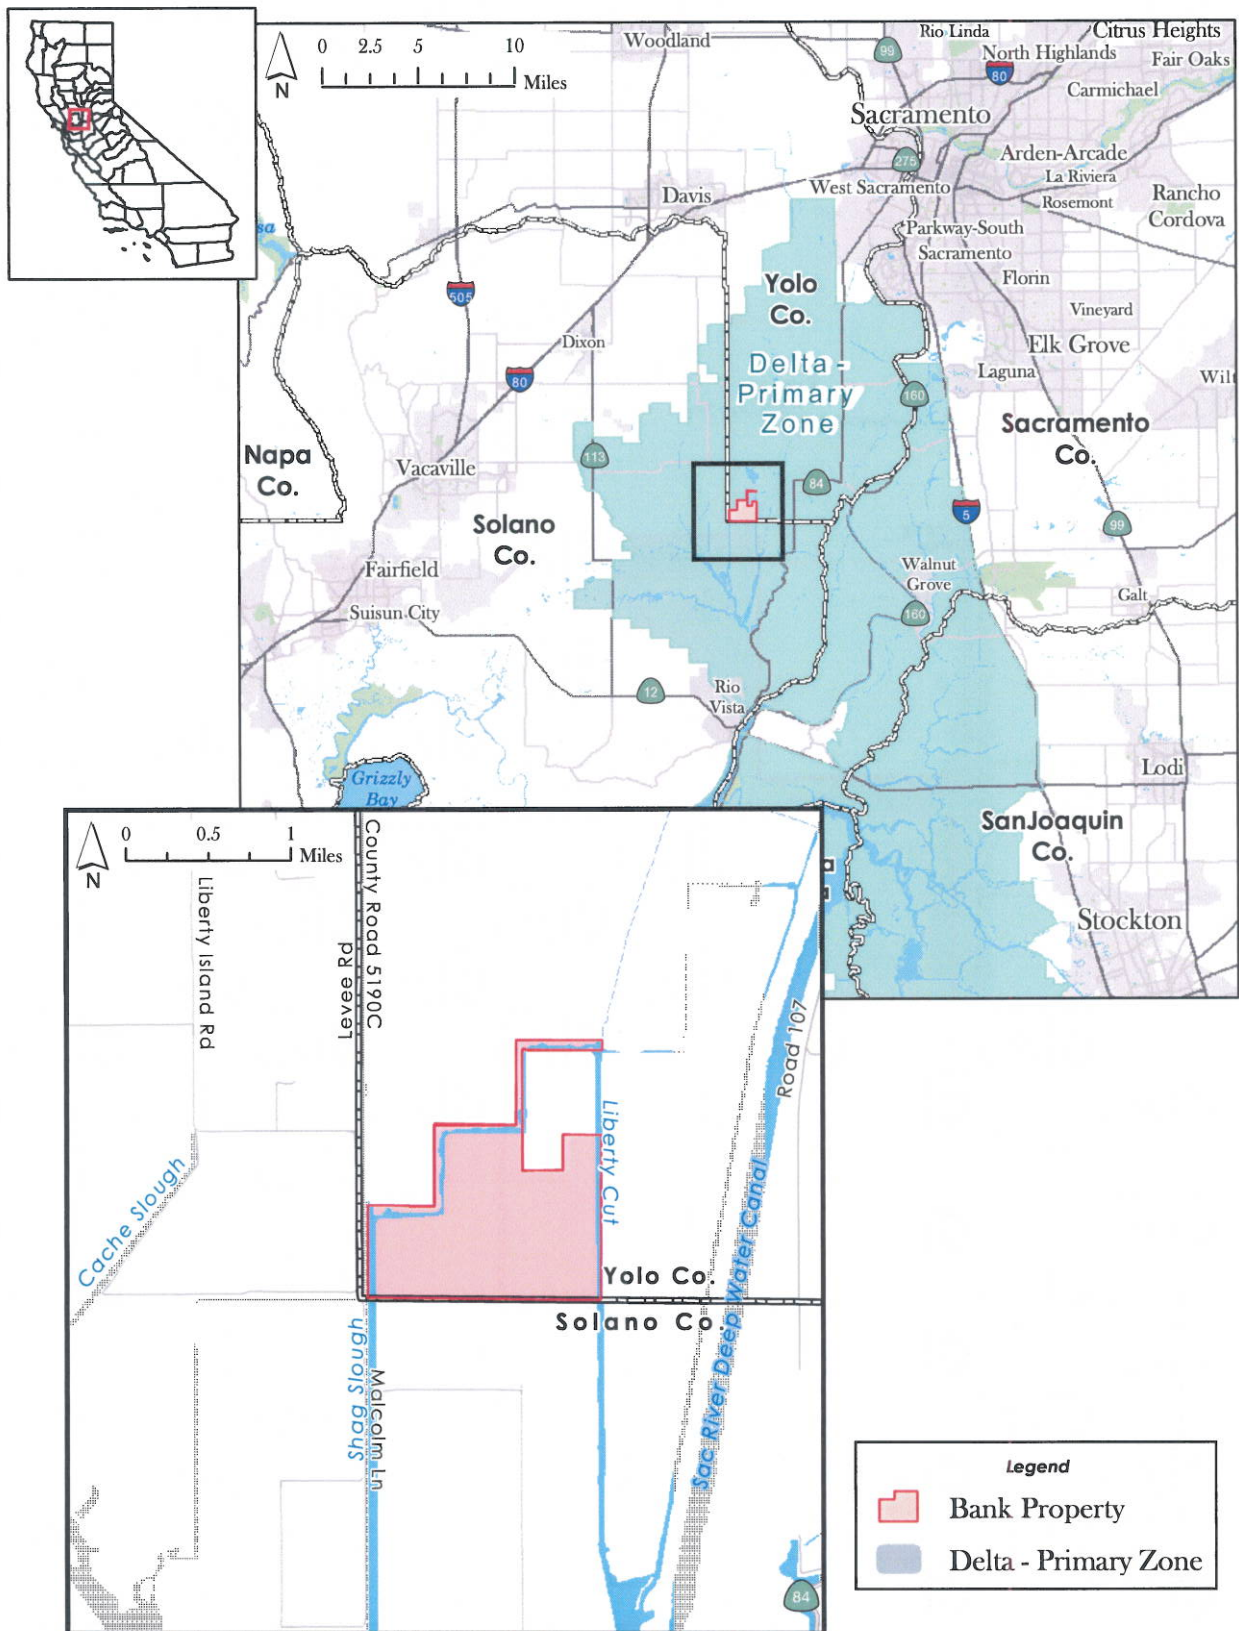 N
0 2.5 5 10
Miles
Woodland
Rio Linda
Citrus Heights
North Highlands
Fair Oaks
99
80
Carmichael
Sacramento
Arden-Arcade
275
La Riviera
West Sacramento
Rancho
Cordova
Davis
Rosemont
Parkway-South
Sacramento
Florin
Yolo
Co.
505
Vineyard
Dixon
Elk Grove
Laguna
Delta -
Primary
Zone
80
160
Sacramento
Co.
Napa
Co.
113
Vacaville
84
Solano
Co.
5
99
Walnut
Grove
Fairfield
Galt
Suisun City
160
12
Rio
Vista
Lodi
Grizzly
Bay
SanJoaquin
Co.
Stockton
N
0 0.5 1
Miles
Liberty Island Rd
Levee Rd
County Road 5190C
Road 107
Liberty Cut
Cache Slough
Sac River Deep Water Canal
Yolo Co.
Solano Co.
Shag Slough
Malcolm Ln
84
Legend
Bank Property
Delta - Primary Zone